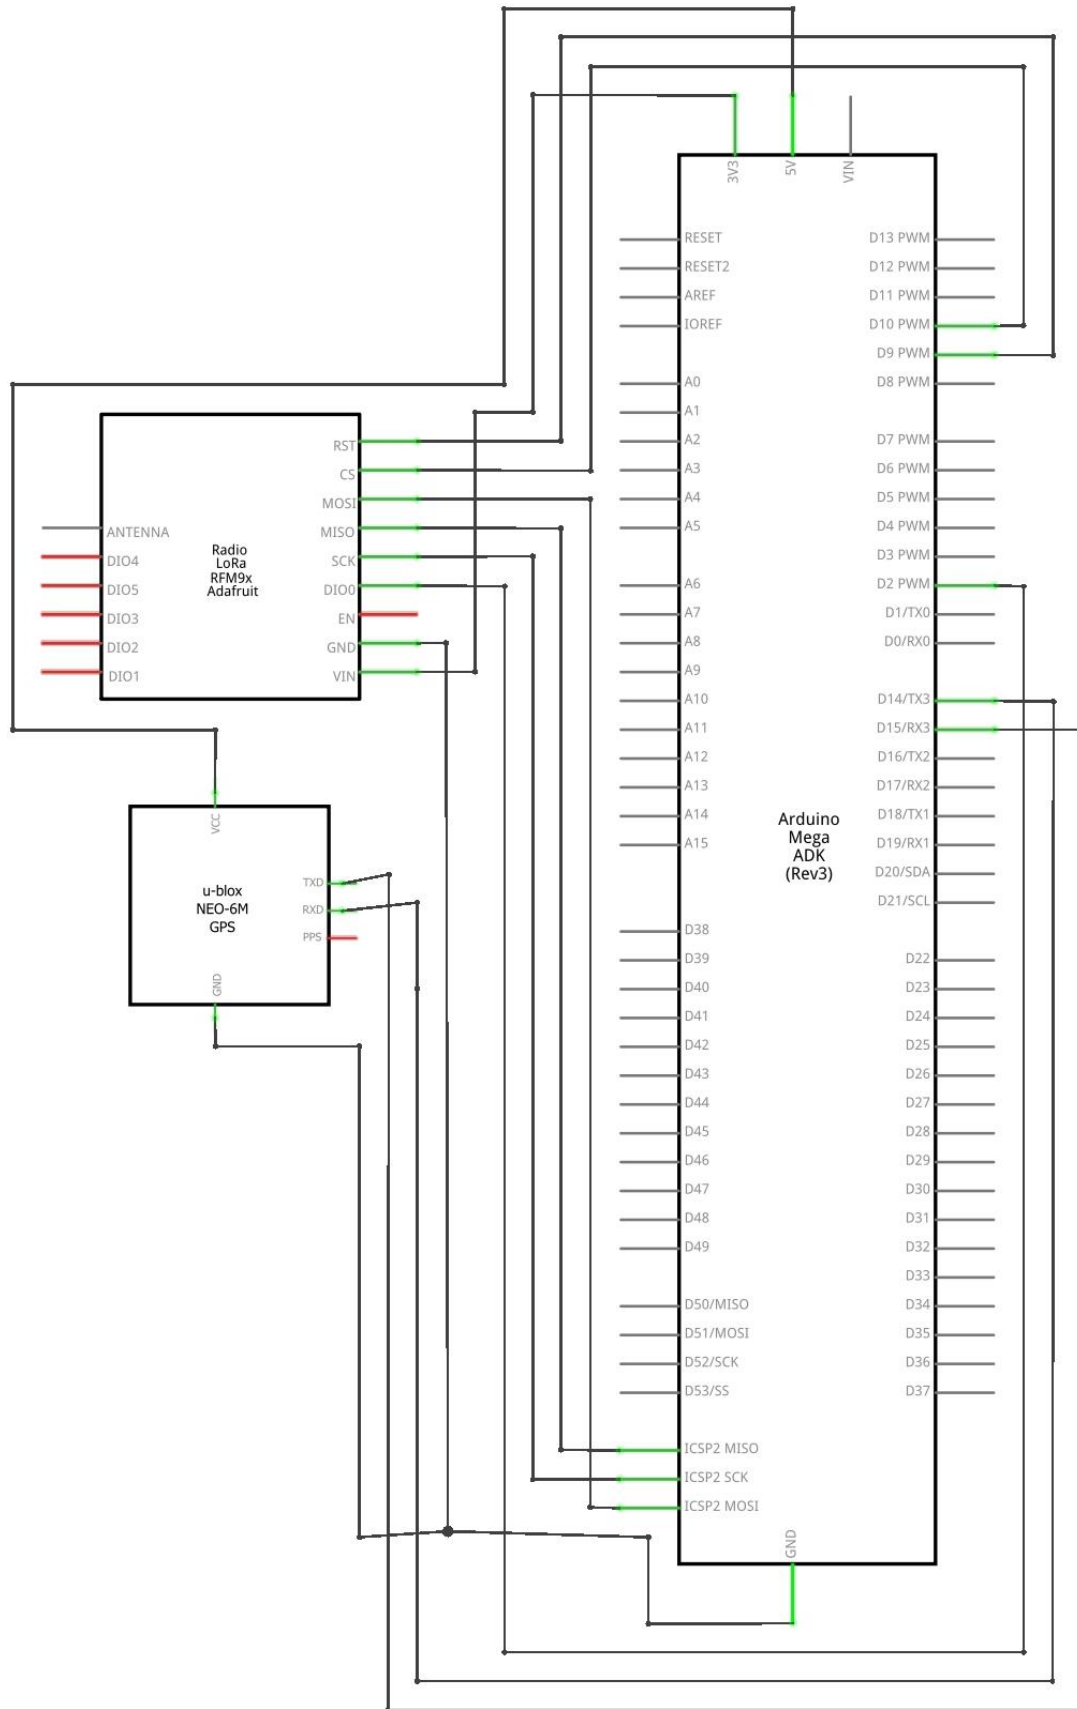 3V3
5V
VIN
RESET
RESET2
AREF
IOREF
A0
A1
A2
A3
A4
A5
A6
A7
A8
A9
A10
A11
A12
A13
A14
A15
D38
D39
D40
D41
D42
D43
D44
D45
D46
D47
D48
D49
D50/MISO
D51/MOSI
D52/SCK
D53/SS
ICSP2 MISO
ICSP2 SCK
ICSP2 MOSI
GND
D13 PWM
D12 PWM
D11 PWM
D10 PWM
D9 PWM
D8 PWM
D7 PWM
D6 PWM
D5 PWM
D4 PWM
D3 PWM
D2 PWM
D1/TX0
D0/RX0
D14/TX3
D15/RX3
D16/TX2
D17/RX2
D18/TX1
D19/RX1
D20/SDA
D21/SCL
D22
D23
D24
D25
D26
D27
D28
D29
D30
D31
D32
D33
D34
D35
D36
D37
Arduino
Mega
ADK
(Rev3)
ANTENNA
DIO4
DIO5
DIO3
DIO2
DIO1
Radio
LoRa
RFM9x
Adafruit
RST
CS
MOSI
MISO
SCK
DIO0
EN
GND
VIN
VCC
u-blox
NEO-6M
GPS
TXD
RXD
PPS
GND